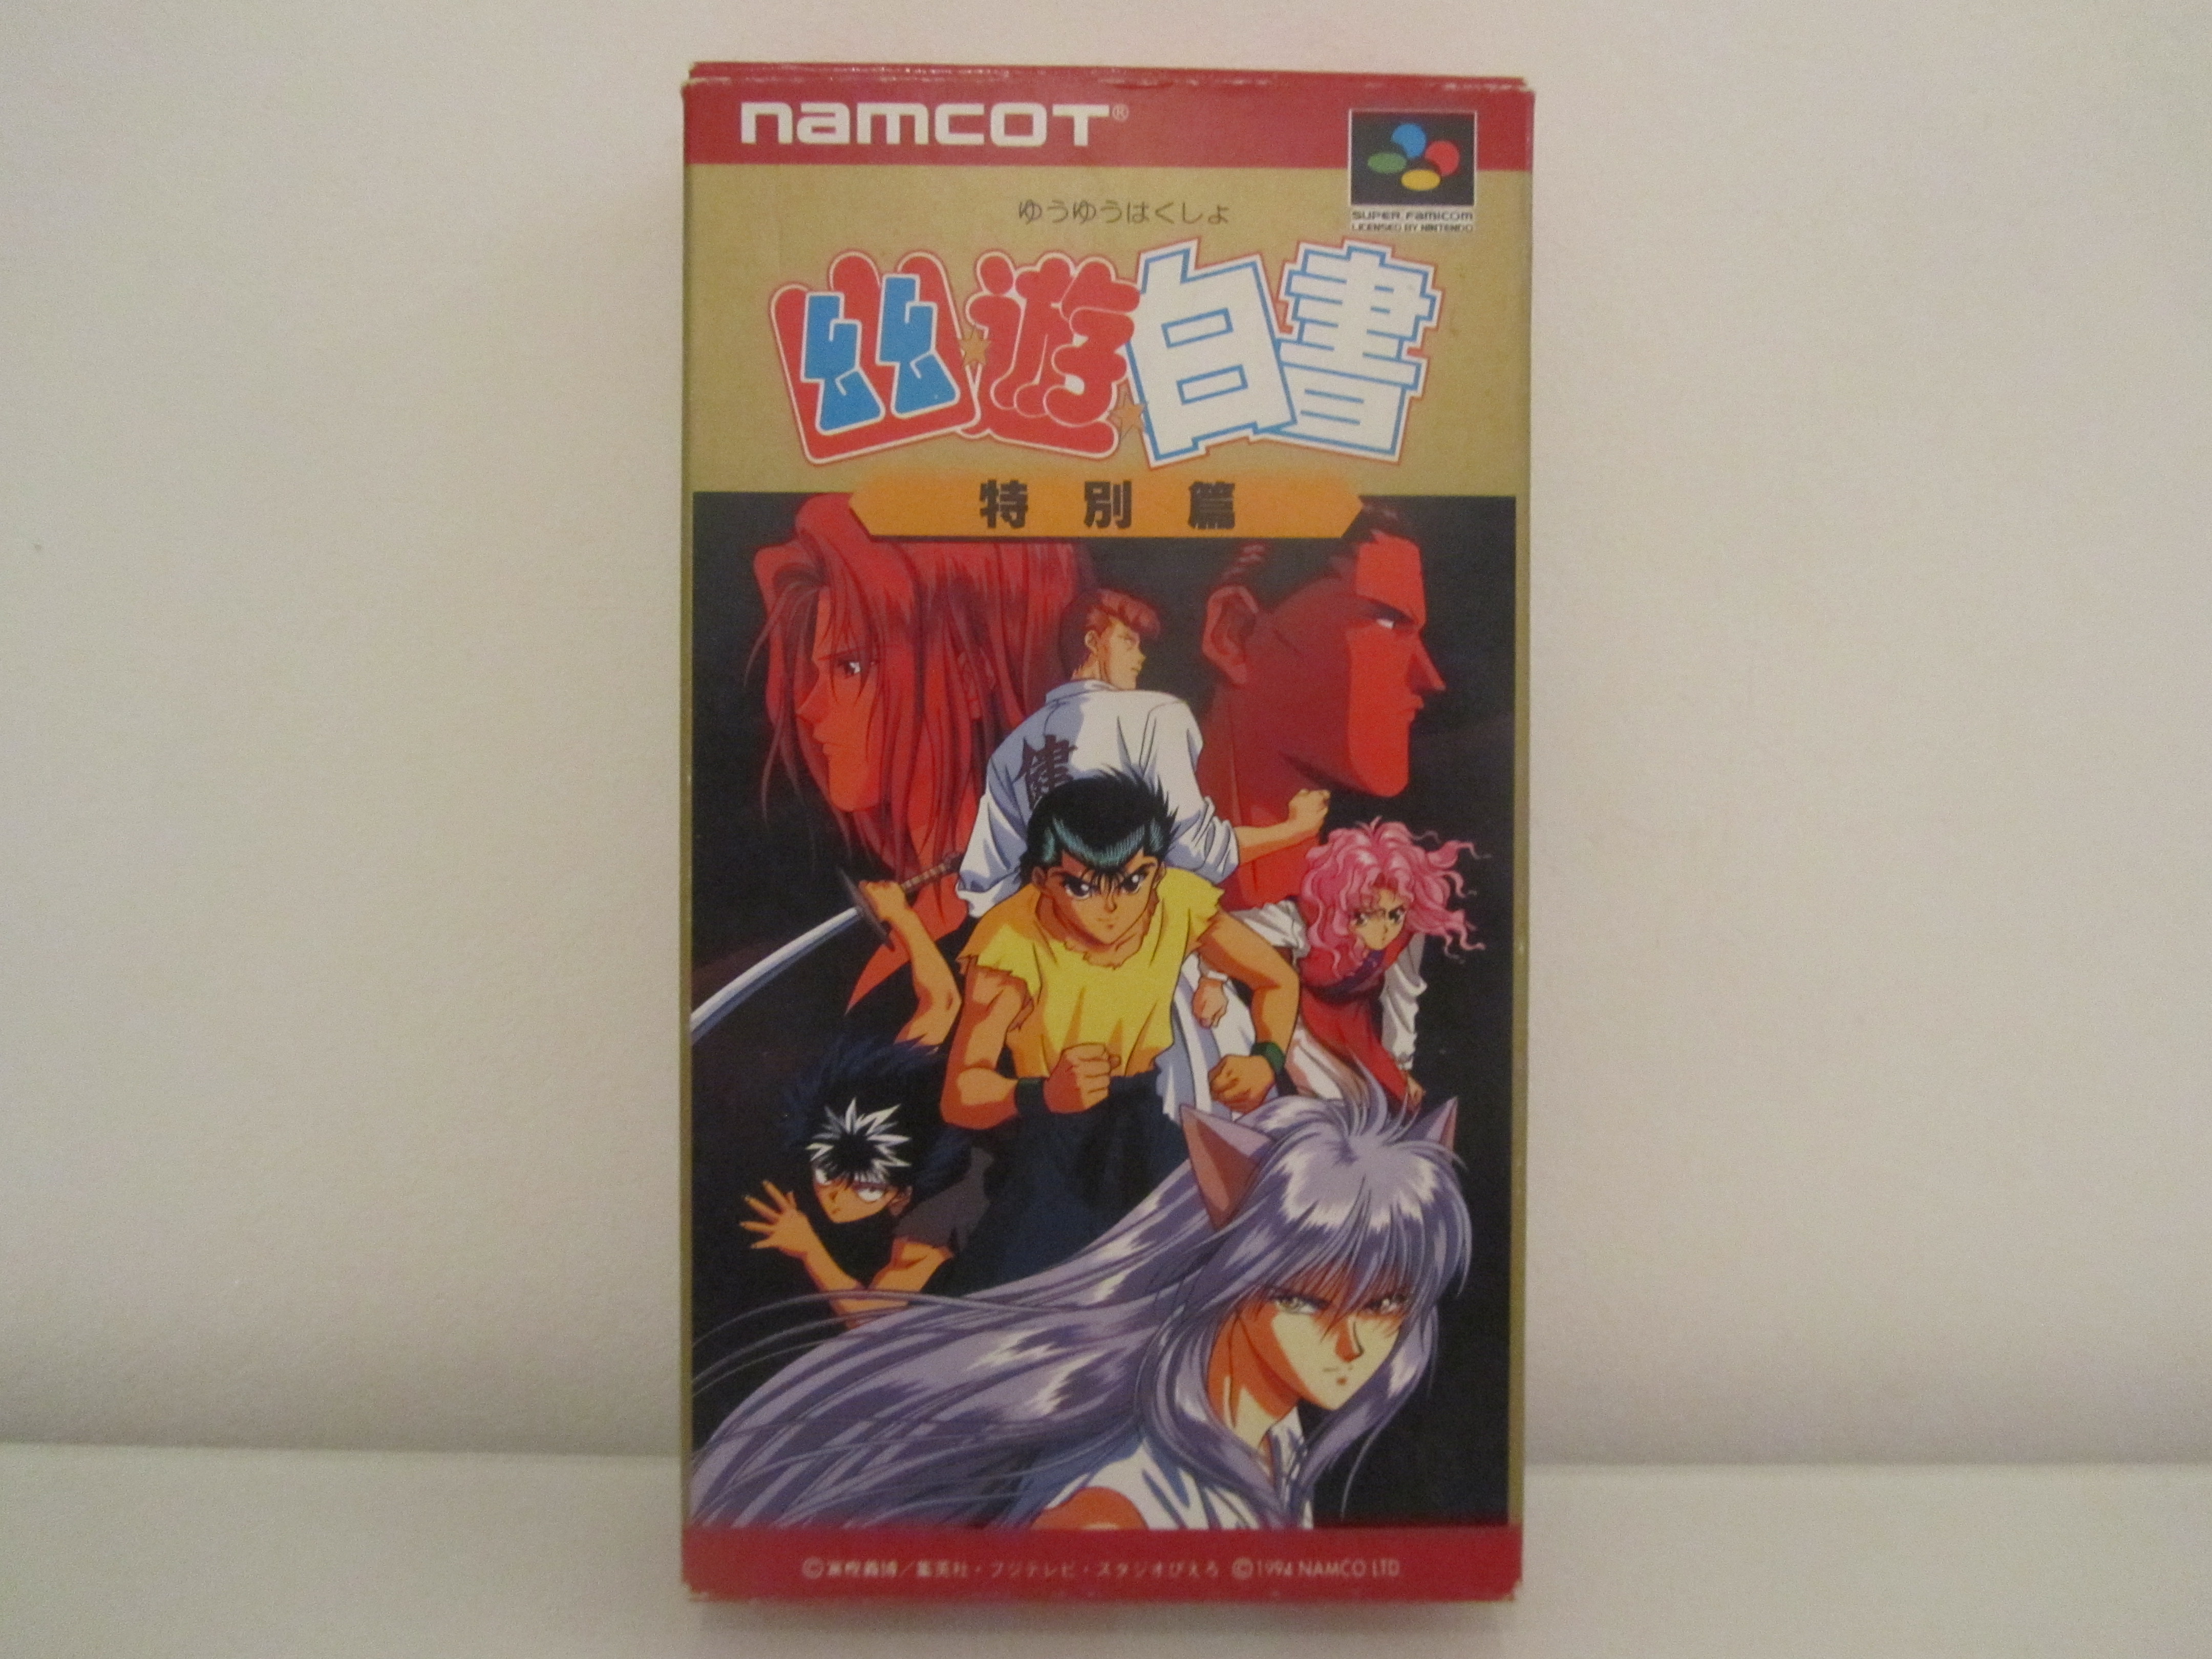 namcot®
SUPER FAMICOM
LICENSED BY NINTENDO
ゆうゆうはくしょ
幽☆遊☆白書
特別篇
健
©冨樫義博／集英社・フジテレビ・スタジオぴえろ ©1994 NAMCO LTD